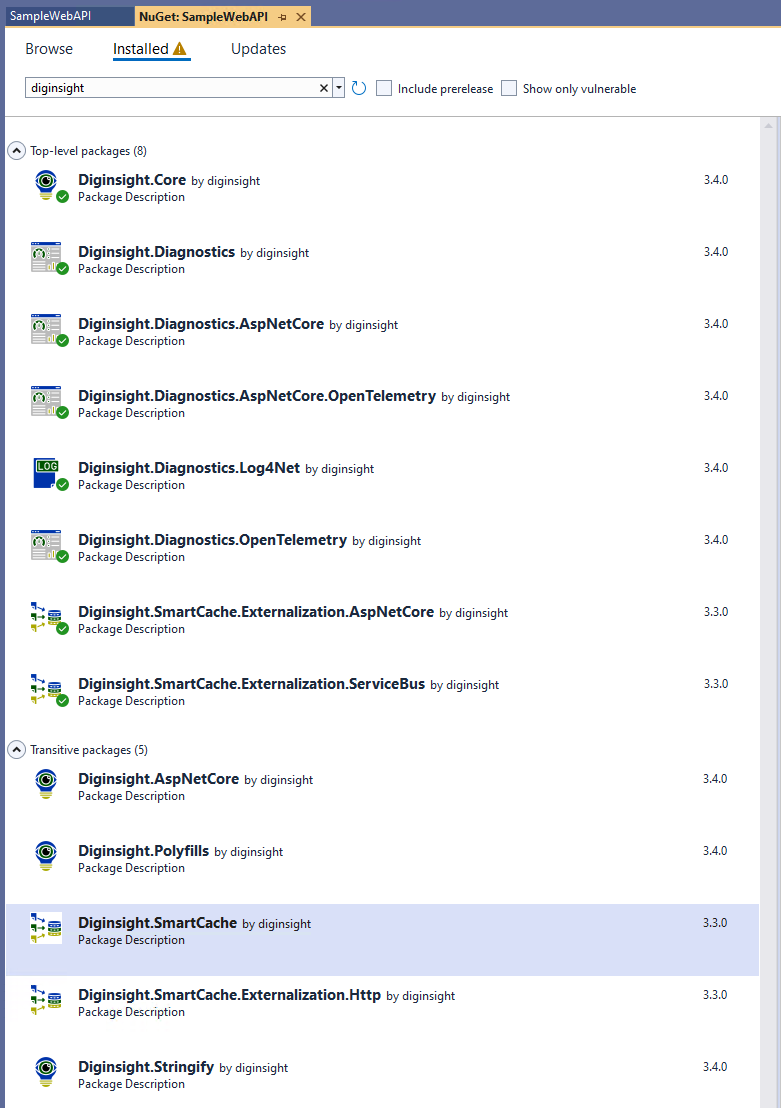 SampleWebAPI NuGet: SampleWebAPI
Browse Installed Updates
diginsight Include prerelease Show only vulnerable
Top-level packages (8)
Diginsight.Core by diginsight 3.4.0
Package Description
Diginsight.Diagnostics by diginsight 3.4.0
Package Description
Diginsight.Diagnostics.AspNetCore by diginsight 3.4.0
Package Description
Diginsight.Diagnostics.AspNetCore.OpenTelemetry by diginsight 3.4.0
Package Description
LOG Diginsight.Diagnostics.Log4Net by diginsight 3.4.0
Package Description
Diginsight.Diagnostics.OpenTelemetry by diginsight 3.4.0
Package Description
Diginsight.SmartCache.Externalization.AspNetCore by diginsight 3.3.0
Package Description
Diginsight.SmartCache.Externalization.ServiceBus by diginsight 3.3.0
Package Description
Transitive packages (5)
Diginsight.AspNetCore by diginsight 3.4.0
Package Description
Diginsight.Polyfills by diginsight 3.4.0
Package Description
Diginsight.SmartCache by diginsight 3.3.0
Package Description
Diginsight.SmartCache.Externalization.Http by diginsight 3.3.0
Package Description
Diginsight.Stringify by diginsight 3.4.0
Package Description